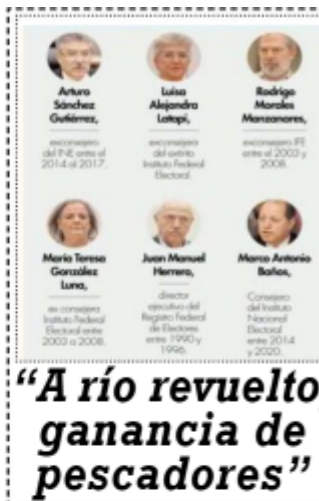 Arturo
Sánchez
Gutiérrez,
exconsejero
del INE entre el
2014 al 2017.
Luisa
Alejandra
Latapi,
exconsejera
del extinto
Instituto Federal
Electoral.
Rodrigo
Morales
Manzanares,
exconsejero IFE
entre el 2003 y
2008.
María Teresa
González
Luna,
ex consejera
Instituto Federal
Electoral entre
2003 a 2008.
Juan Manuel
Herrero,
director
ejecutivo del
Registro Federal
de Electores
entre 1990 y
1996.
Marco Antonio
Baños,
Consejero
del Instituto
Nacional
Electoral
entre 2014
y 2020.
“A río revuelto,
ganancia de
pescadores”